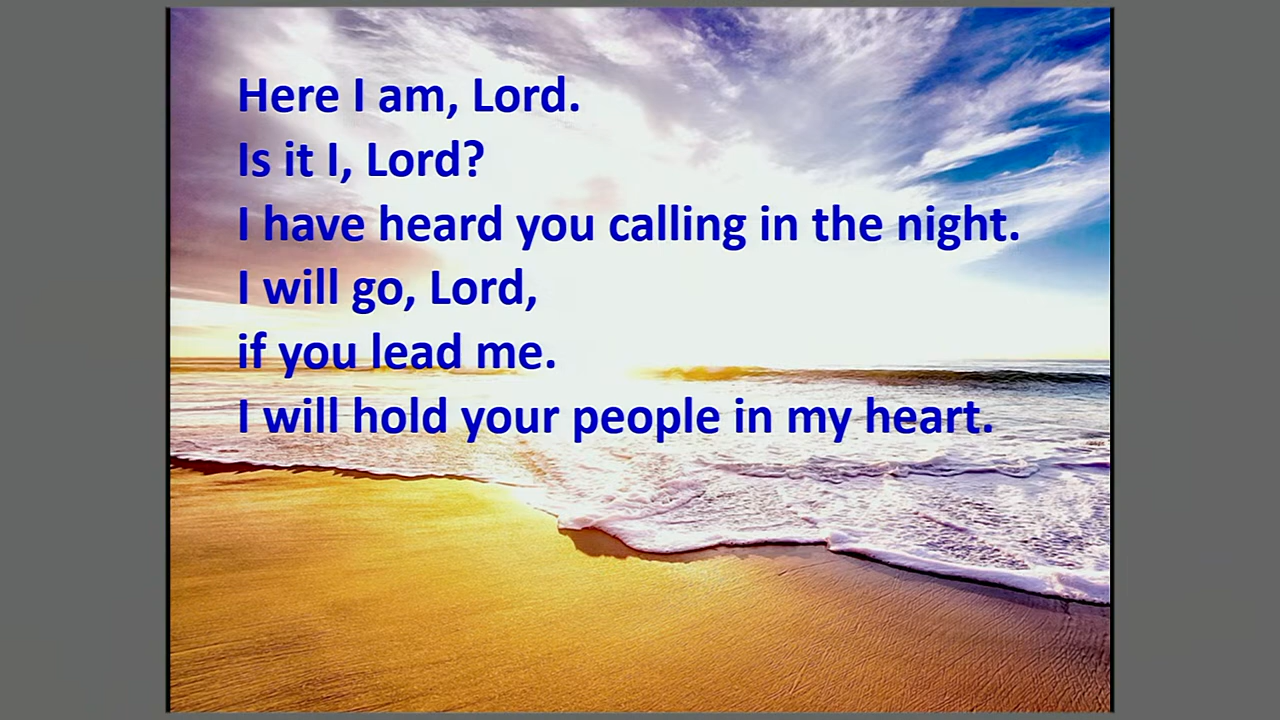 Here I am, Lord.
Is it I, Lord?
I have heard you calling in the night.
I will go, Lord,
if you lead me.
I will hold your people in my heart.